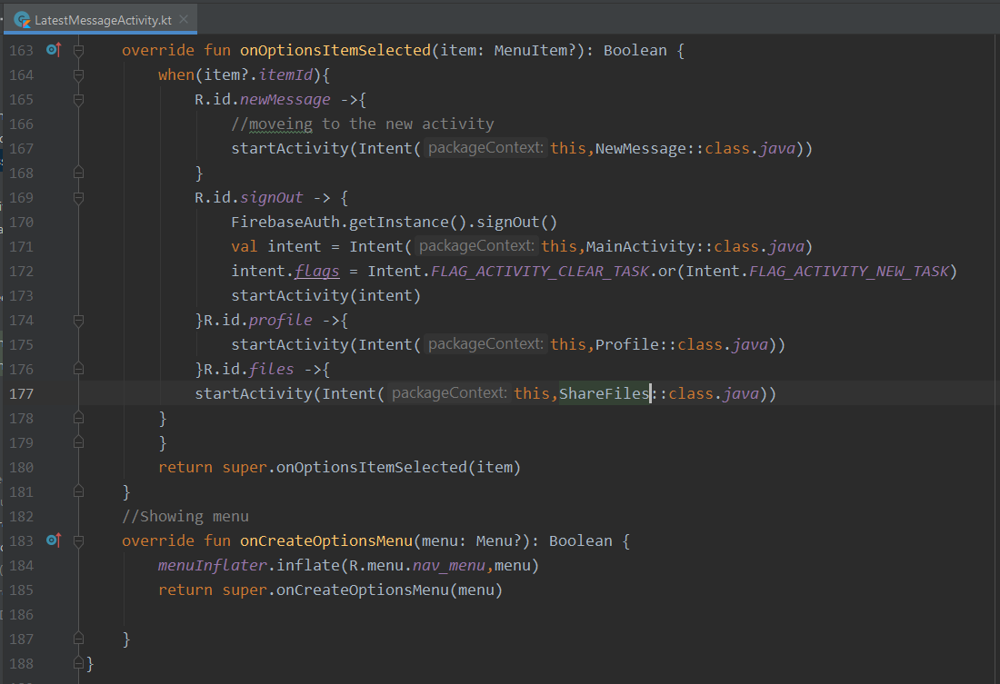 LatestMessageActivity.kt
163 override fun onOptionsItemSelected(item: MenuItem?): Boolean {
164 when(item?.itemId){
165 R.id.newMessage ->{
166 //moveing to the new activity
167 startActivity(Intent( packageContext: this,NewMessage::class.java))
168 }
169 R.id.signOut -> {
170 FirebaseAuth.getInstance().signOut()
171 val intent = Intent( packageContext: this,MainActivity::class.java)
172 intent.flags = Intent.FLAG_ACTIVITY_CLEAR_TASK.or(Intent.FLAG_ACTIVITY_NEW_TASK)
173 startActivity(intent)
174 }R.id.profile ->{
175 startActivity(Intent( packageContext: this,Profile::class.java))
176 }R.id.files ->{
177 startActivity(Intent( packageContext: this,ShareFiles::class.java))
178 }
179 }
180 return super.onOptionsItemSelected(item)
181 }
182 //Showing menu
183 override fun onCreateOptionsMenu(menu: Menu?): Boolean {
184 menuInflater.inflate(R.menu.nav_menu,menu)
185 return super.onCreateOptionsMenu(menu)
186
187 }
188 }